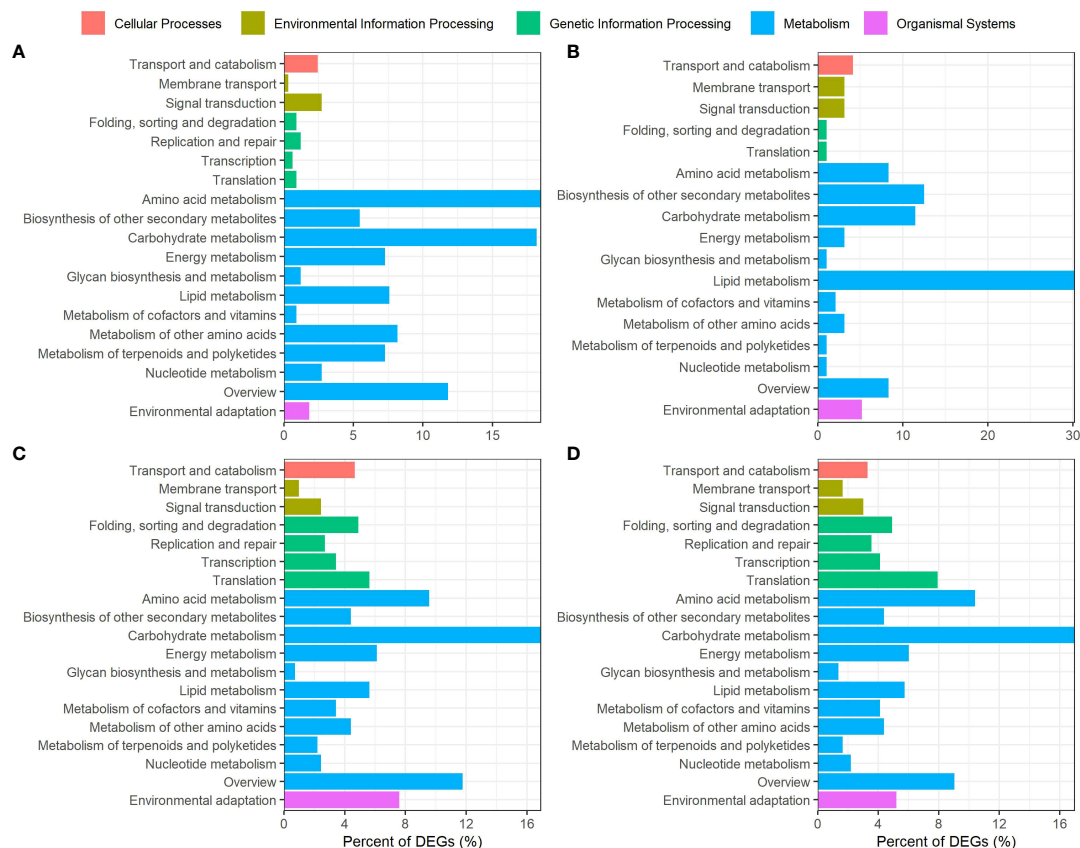 Cellular Processes Environmental Information Processing Genetic Information Processing Metabolism Organismal Systems
A
Transport and catabolism
Membrane transport
Signal transduction
Folding, sorting and degradation
Replication and repair
Transcription
Translation
Amino acid metabolism
Biosynthesis of other secondary metabolites
Carbohydrate metabolism
Energy metabolism
Glycan biosynthesis and metabolism
Lipid metabolism
Metabolism of cofactors and vitamins
Metabolism of other amino acids
Metabolism of terpenoids and polyketides
Nucleotide metabolism
Overview
Environmental adaptation
0 5 10 15
B
Transport and catabolism
Membrane transport
Signal transduction
Folding, sorting and degradation
Translation
Amino acid metabolism
Biosynthesis of other secondary metabolites
Carbohydrate metabolism
Energy metabolism
Glycan biosynthesis and metabolism
Lipid metabolism
Metabolism of cofactors and vitamins
Metabolism of other amino acids
Metabolism of terpenoids and polyketides
Nucleotide metabolism
Overview
Environmental adaptation
0 10 20 30
C
Transport and catabolism
Membrane transport
Signal transduction
Folding, sorting and degradation
Replication and repair
Transcription
Translation
Amino acid metabolism
Biosynthesis of other secondary metabolites
Carbohydrate metabolism
Energy metabolism
Glycan biosynthesis and metabolism
Lipid metabolism
Metabolism of cofactors and vitamins
Metabolism of other amino acids
Metabolism of terpenoids and polyketides
Nucleotide metabolism
Overview
Environmental adaptation
0 4 8 12 16
Percent of DEGs (%)
D
Transport and catabolism
Membrane transport
Signal transduction
Folding, sorting and degradation
Replication and repair
Transcription
Translation
Amino acid metabolism
Biosynthesis of other secondary metabolites
Carbohydrate metabolism
Energy metabolism
Glycan biosynthesis and metabolism
Lipid metabolism
Metabolism of cofactors and vitamins
Metabolism of other amino acids
Metabolism of terpenoids and polyketides
Nucleotide metabolism
Overview
Environmental adaptation
0 4 8 12 16
Percent of DEGs (%)